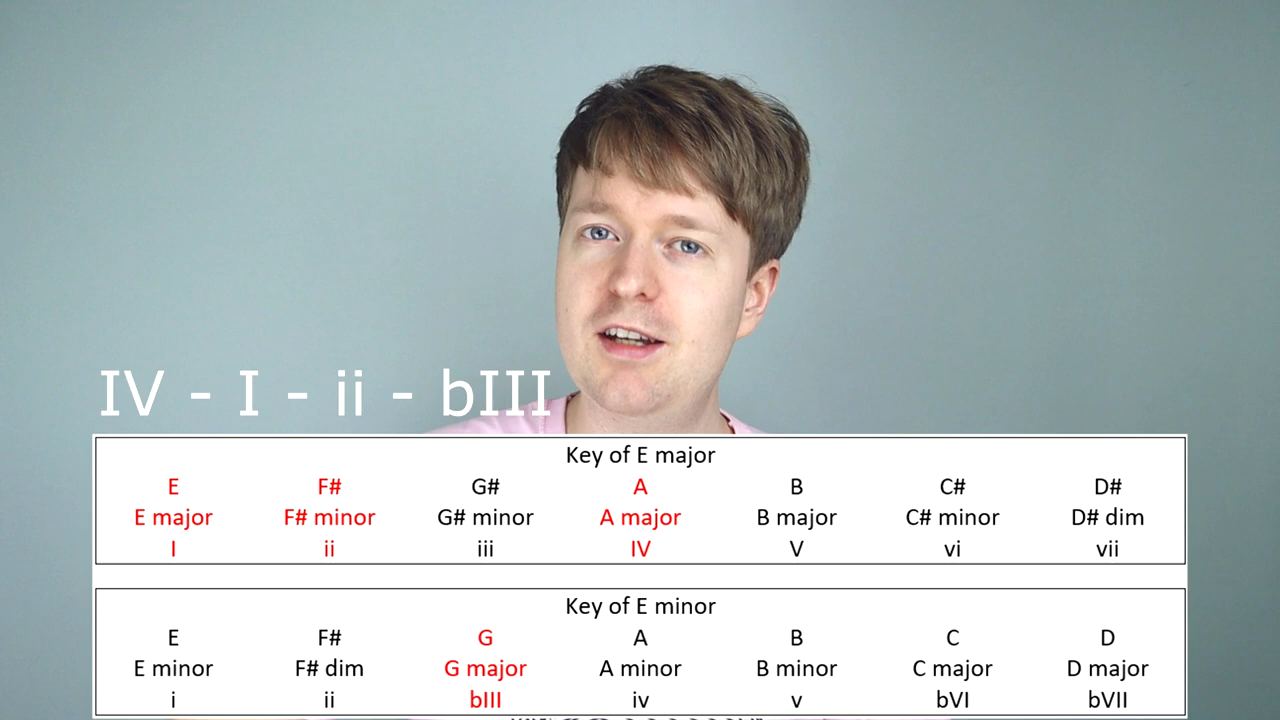 IV - I - ii - bIII
Key of E major
E F# G# A B C# D#
E major F# minor G# minor A major B major C# minor D# dim
I ii iii IV V vi vii
Key of E minor
E F# G A B C D
E minor F# dim G major A minor B minor C major D major
i ii bIII iv v bVI bVII